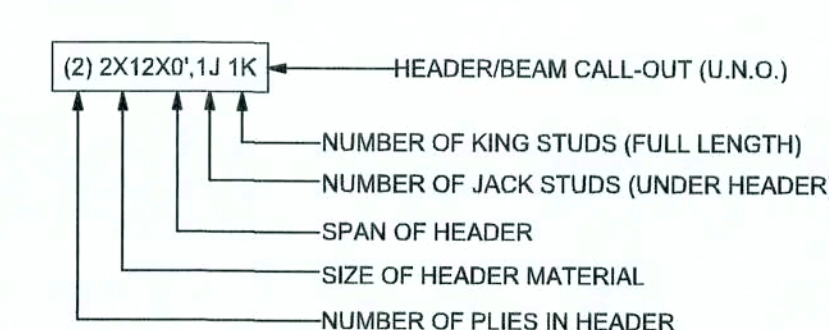 (2) 2X12X0',1J 1K
HEADER/BEAM CALL-OUT (U.N.O.)
NUMBER OF KING STUDS (FULL LENGTH)
NUMBER OF JACK STUDS (UNDER HEADER)
SPAN OF HEADER
SIZE OF HEADER MATERIAL
NUMBER OF PLIES IN HEADER